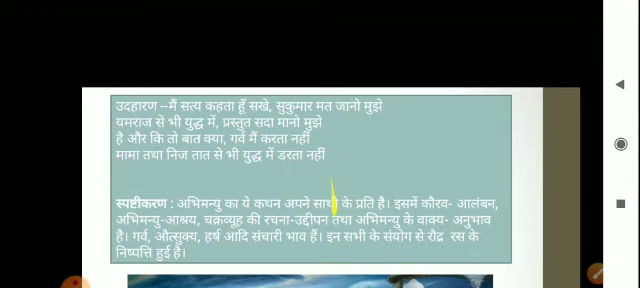 उदहारण --मैं सत्य कहता हूँ सखे, सुकुमार मत जानो मुझे
यमराज से भी युद्ध में, प्रस्तुत सदा मानो मुझे
है और कि तो बात क्या, गर्व मैं करता नहीं
मामा तथा निज तात से भी युद्ध में डरता नहीं
स्पष्टीकरण : अभिमन्यु का ये कथन अपने साथी के प्रति है। इसमें कौरव- आलंबन,
अभिमन्यु-आश्रय, चक्रव्यूह की रचना-उद्दीपन तथा अभिमन्यु के वाक्य- अनुभाव
है। गर्व, औत्सुक्य, हर्ष आदि संचारी भाव हैं। इन सभी के संयोग से रौद्र रस के
निष्पत्ति हुई है।